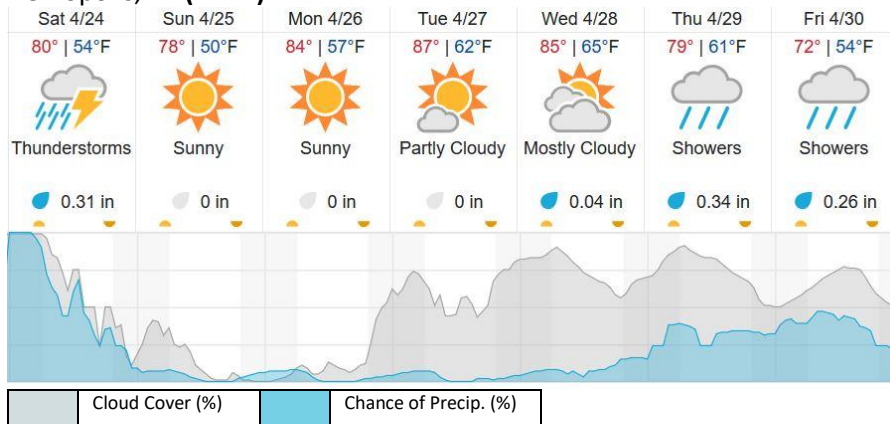 Sat 4/24 Sun 4/25 Mon 4/26 Tue 4/27 Wed 4/28 Thu 4/29 Fri 4/30
80° | 54°F 78° | 50°F 84° | 57°F 87° | 62°F 85° | 65°F 79° | 61°F 72° | 54°F
Thunderstorms Sunny Sunny Partly Cloudy Mostly Cloudy Showers Showers
0.31 in 0 in 0 in 0 in 0.04 in 0.34 in 0.26 in
Cloud Cover (%) Chance of Precip. (%)